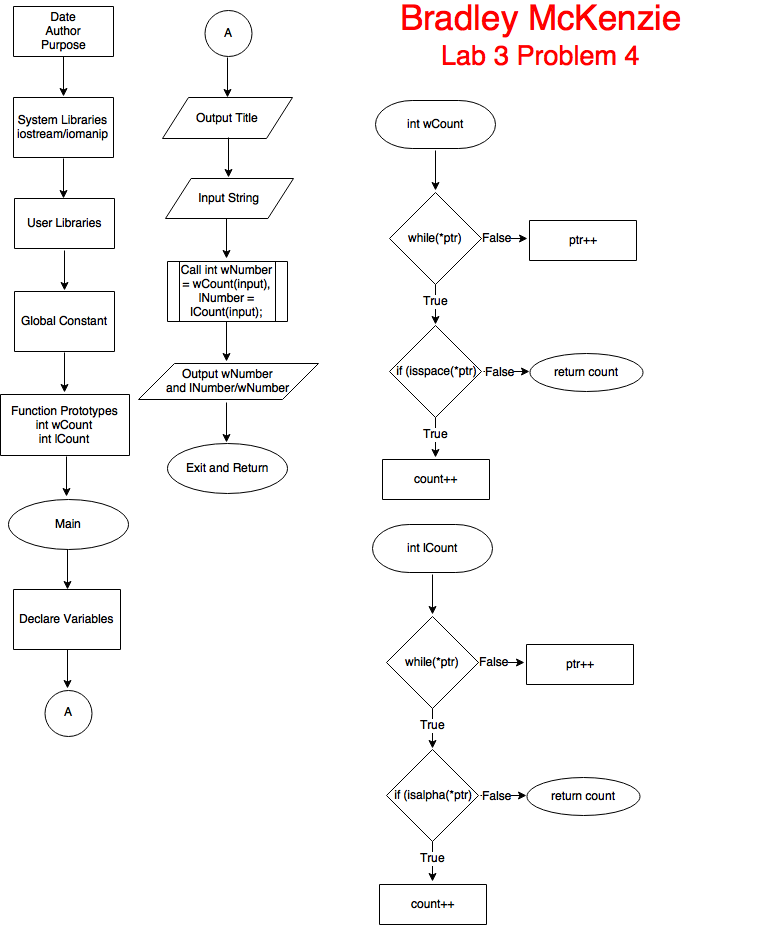 Bradley McKenzie
Lab 3 Problem 4
Date
Author
Purpose
System Libraries
iostream/iomanip
User Libraries
Global Constant
Function Prototypes
int wCount
int lCount
Main
Declare Variables
A
A
Output Title
Input String
Call int wNumber
= wCount(input),
lNumber =
lCount(input);
Output wNumber
and lNumber/wNumber
Exit and Return
int wCount
while(*ptr)
False
ptr++
True
if (isspace(*ptr)
False
return count
True
count++
int lCount
while(*ptr)
False
ptr++
True
if (isalpha(*ptr)
False
return count
True
count++